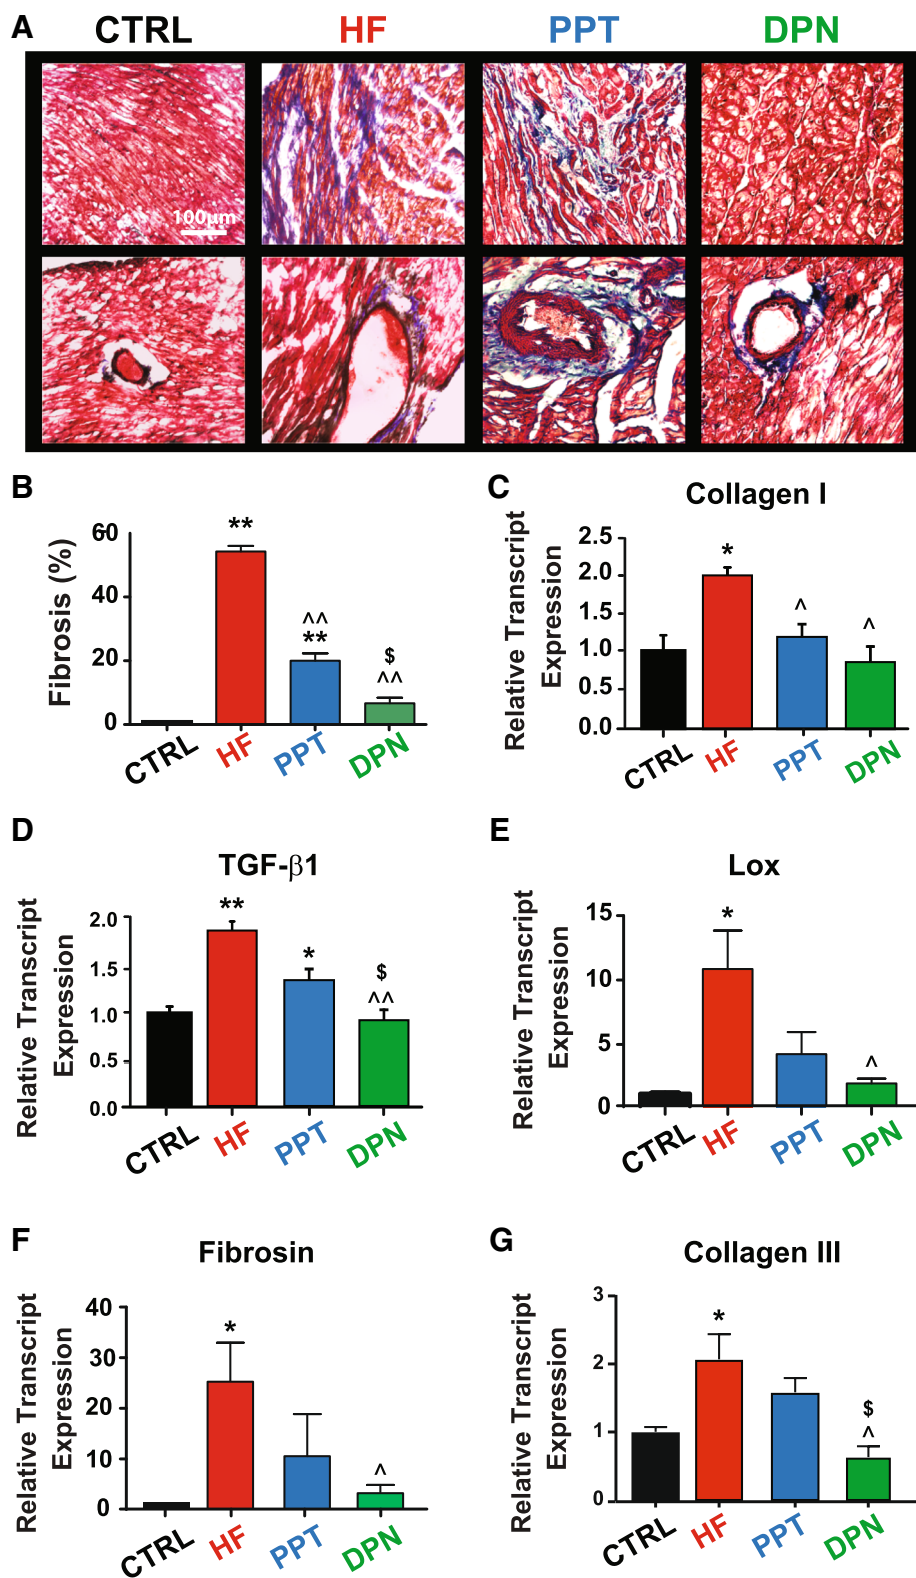 A
CTRL HF PPT DPN
100µm
B
Fibrosis (%)
60
40
20
0
**
^^
**
$
^^
CTRL HF PPT DPN
C
Collagen I
Relative Transcript
Expression
2.5
2.0
1.5
1.0
0.5
0.0
*
^
^
CTRL HF PPT DPN
D
TGF-β1
Relative Transcript
Expression
2.0
1.5
1.0
0.5
0.0
**
*
$
^^
CTRL HF PPT DPN
E
Lox
Relative Transcript
Expression
15
10
5
0
*
^
CTRL HF PPT DPN
F
Fibrosin
Relative Transcript
Expression
40
30
20
10
0
*
^
CTRL HF PPT DPN
G
Collagen III
Relative Transcript
Expression
3
2
1
0
*
$
^
CTRL HF PPT DPN